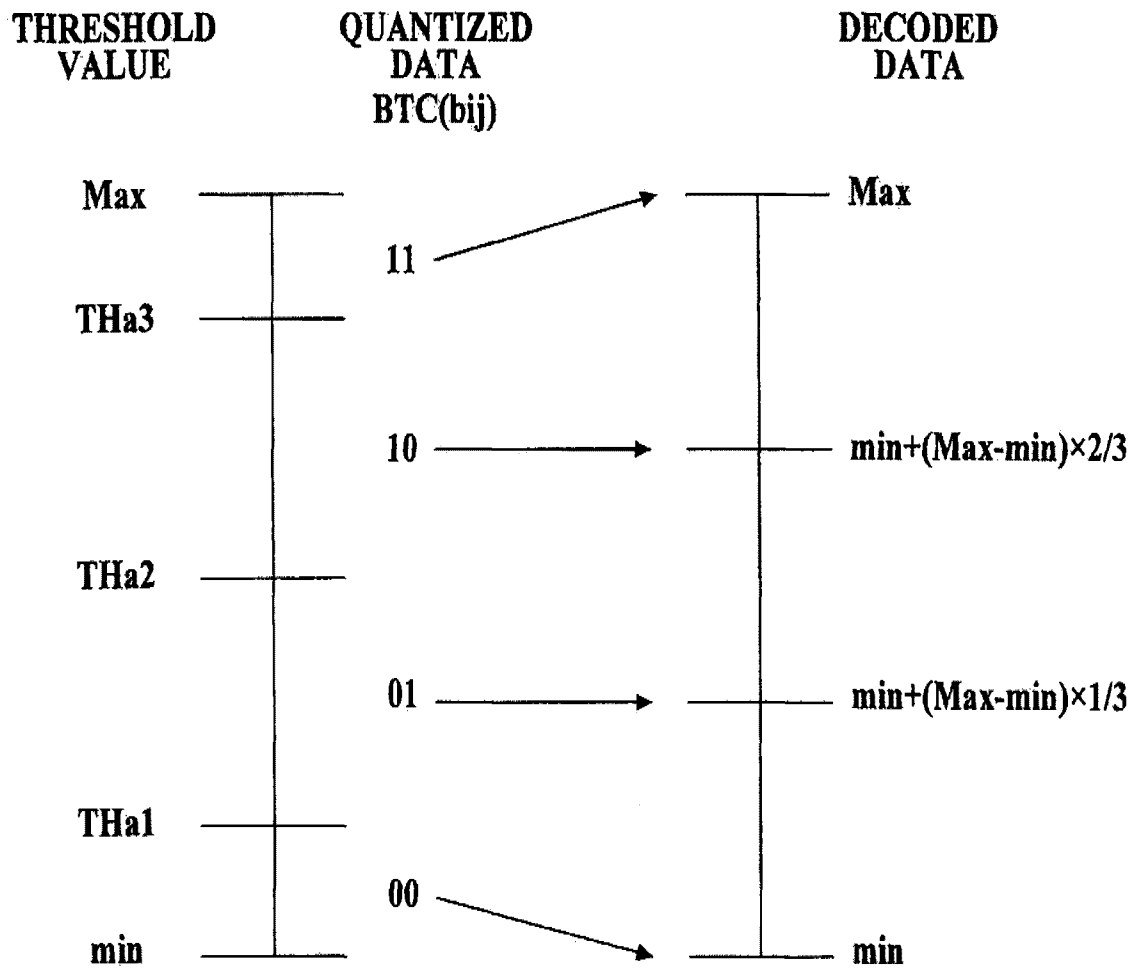 THRESHOLD
VALUE
QUANTIZED
DATA
BTC(bij)
DECODED
DATA
Max
11
Max
THa3
10
min+(Max-min)×2/3
THa2
01
min+(Max-min)×1/3
THa1
00
min
min